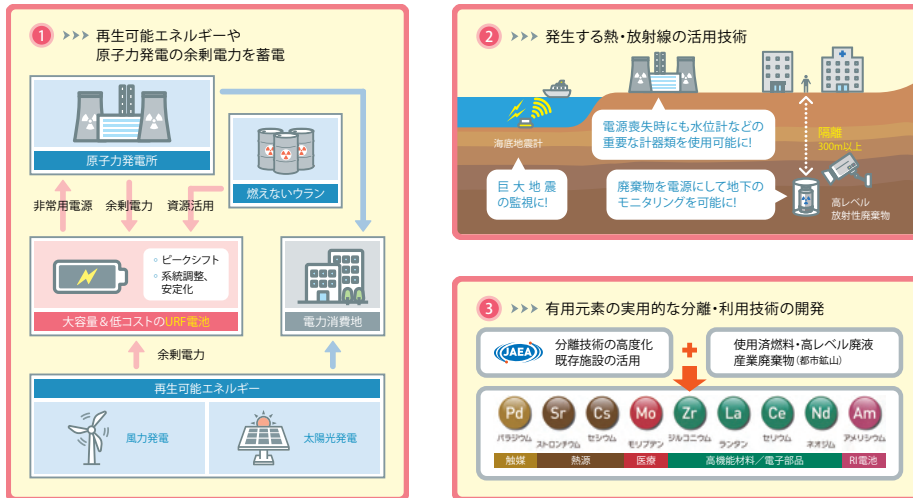 1 >>> 再生可能エネルギーや
原子力発電の余剰電力を蓄電
原子力発電所
燃えないウラン
非常用電源 余剰電力 資源活用
◦ ピークシフト
◦ 系統調整、
安定化
大容量&低コストのURF電池
電力消費地
余剰電力
再生可能エネルギー
風力発電
太陽光発電
2 >>> 発生する熱・放射線の活用技術
海底地震計
電源喪失時にも水位計などの
重要な計器類を使用可能に!
隔離
300m以上
巨大地震
の監視に!
廃棄物を電源にして地下の
モニタリングを可能に!
高レベル
放射性廃棄物
3 >>> 有用元素の実用的な分離・利用技術の開発
JAEA
分離技術の高度化
既存施設の活用
使用済燃料・高レベル廃液
産業廃棄物(都市鉱山)
Pd Sr Cs Mo Zr La Ce Nd Am
パラジウム ストロンチウム セシウム モリブデン ジルコニウム ランタン セリウム ネオジム アメリシウム
触媒 熱源 医療 高機能材料/電子部品 RI電池